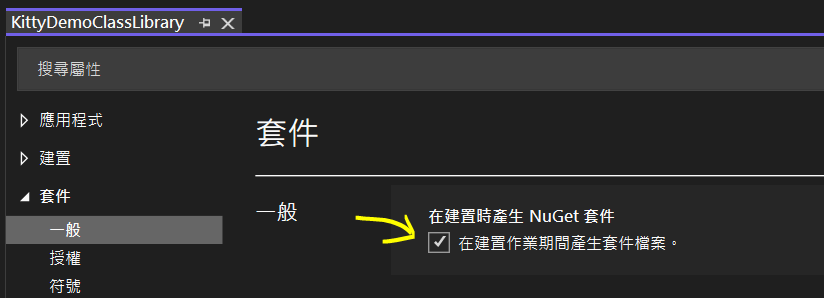 KittyDemoClassLibrary
搜尋屬性
應用程式
建置
套件
一般
授權
符號
套件
一般
在建置時產生 NuGet 套件
在建置作業期間產生套件檔案。